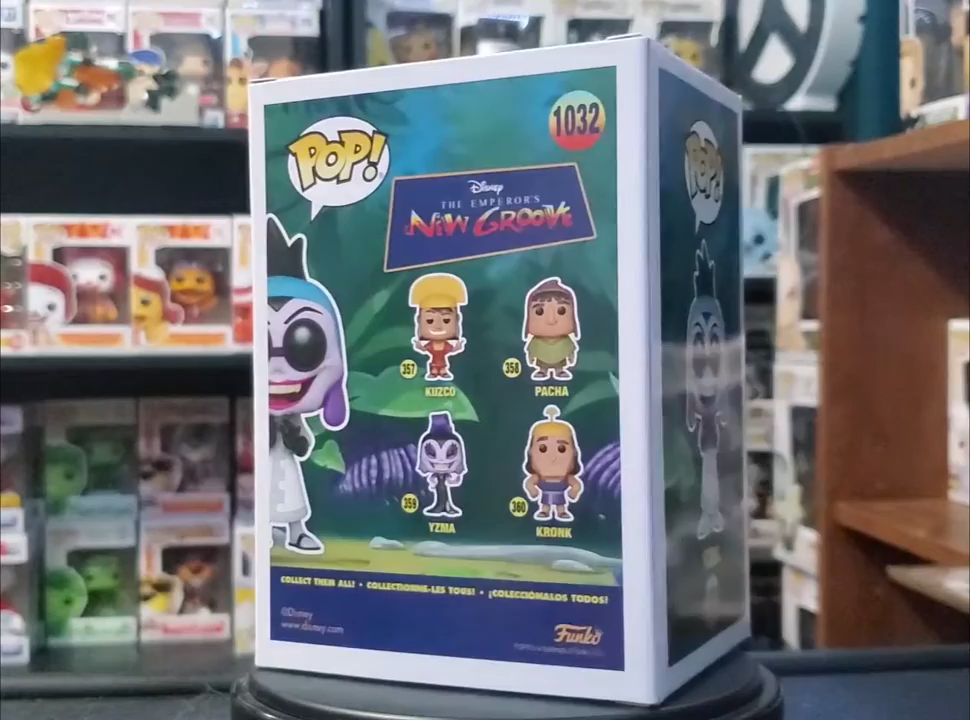 POP!
1032
POP!
Disney
THE EMPEROR'S
NEW GROOVE
357
KUZCO
358
PACHA
359
YZMA
360
KRONK
COLLECT THEM ALL! • COLLECTIONNE-LES TOUS! • ¡COLECCIÓNALOS TODOS!
©Disney
www.disney.com
Funko